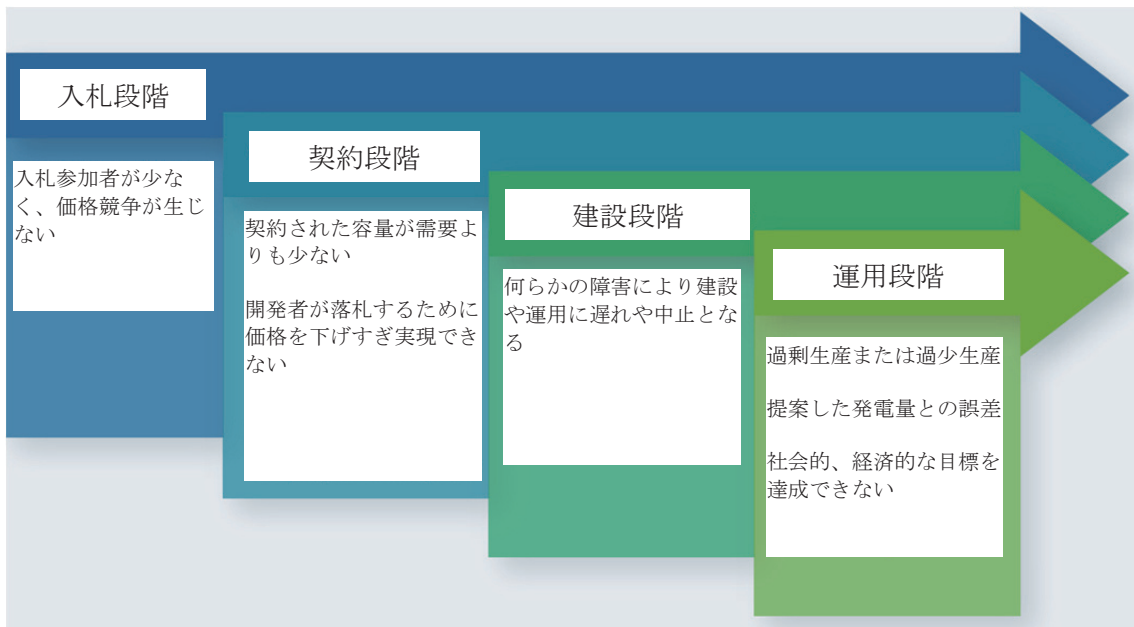 入札段階
入札参加者が少な
く、価格競争が生じ
ない
契約段階
契約された容量が需要よ
りも少ない
開発者が落札するために
価格を下げすぎ実現でき
ない
建設段階
何らかの障害により建設
や運用に遅れや中止とな
る
運用段階
過剰生産または過少生産
提案した発電量との誤差
社会的、経済的な目標を
達成できない